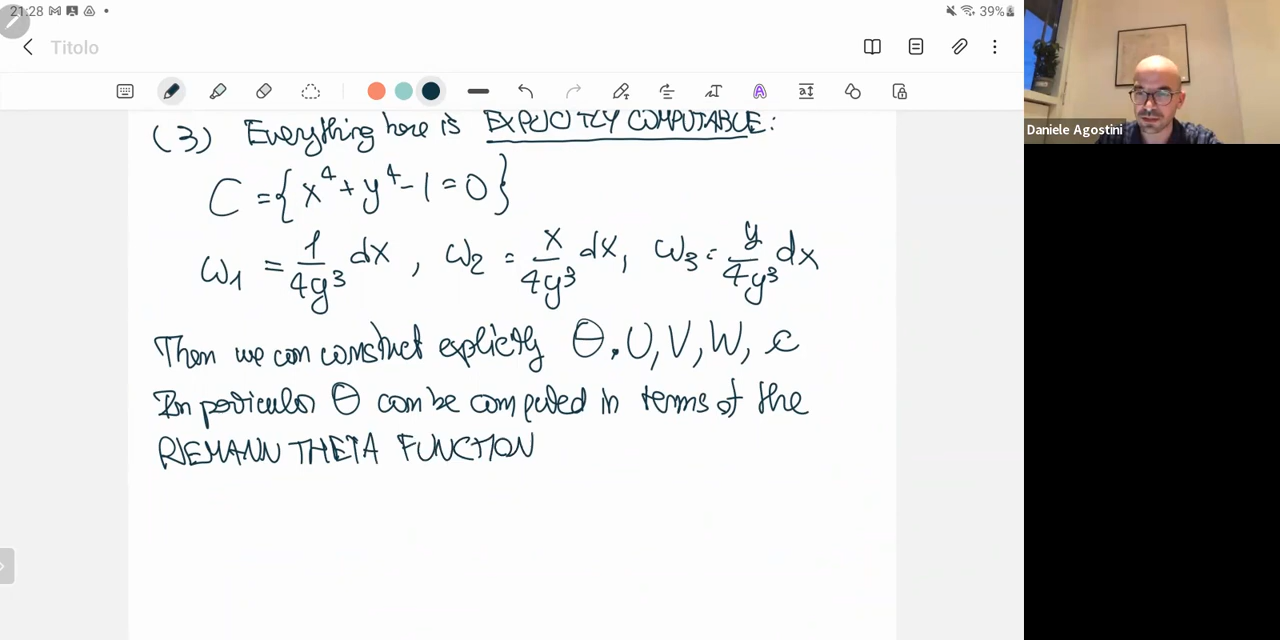 21:28
39%
Titolo
Daniele Agostini
(3) Everything here is EXPLICITLY COMPUTABLE:
C = { x⁴ + y⁴ - 1 = 0 }
ω₁ = 1/4y³ dx , ω₂ = x/4y³ dx, ω₃ = y/4y³ dx
Then we can construct explicitly Θ, U, V, W, c
In particular Θ can be computed in terms of the
RIEMANN THETA FUNCTION